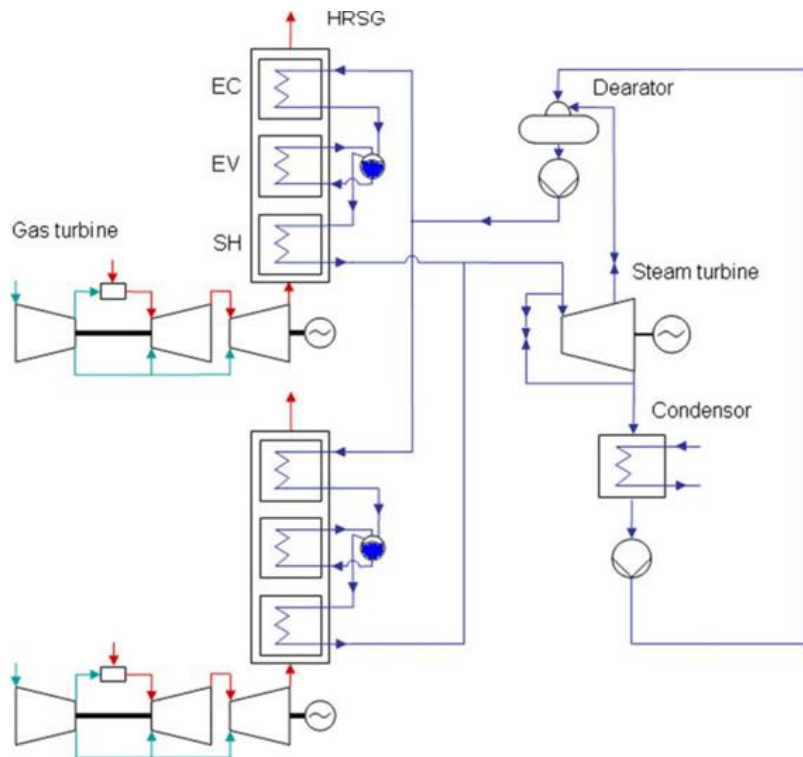 HRSG
EC
Dearator
EV
Gas turbine
SH
Steam turbine
Condensor